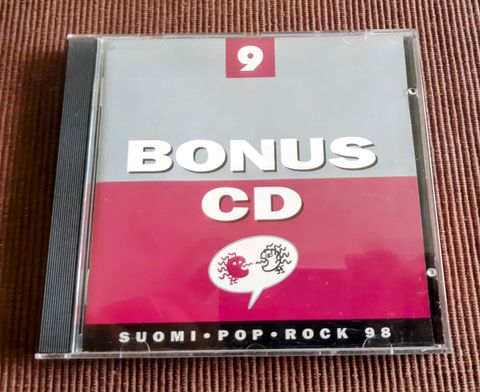 9
BONUS
CD
SUOMI • POP • ROCK 98